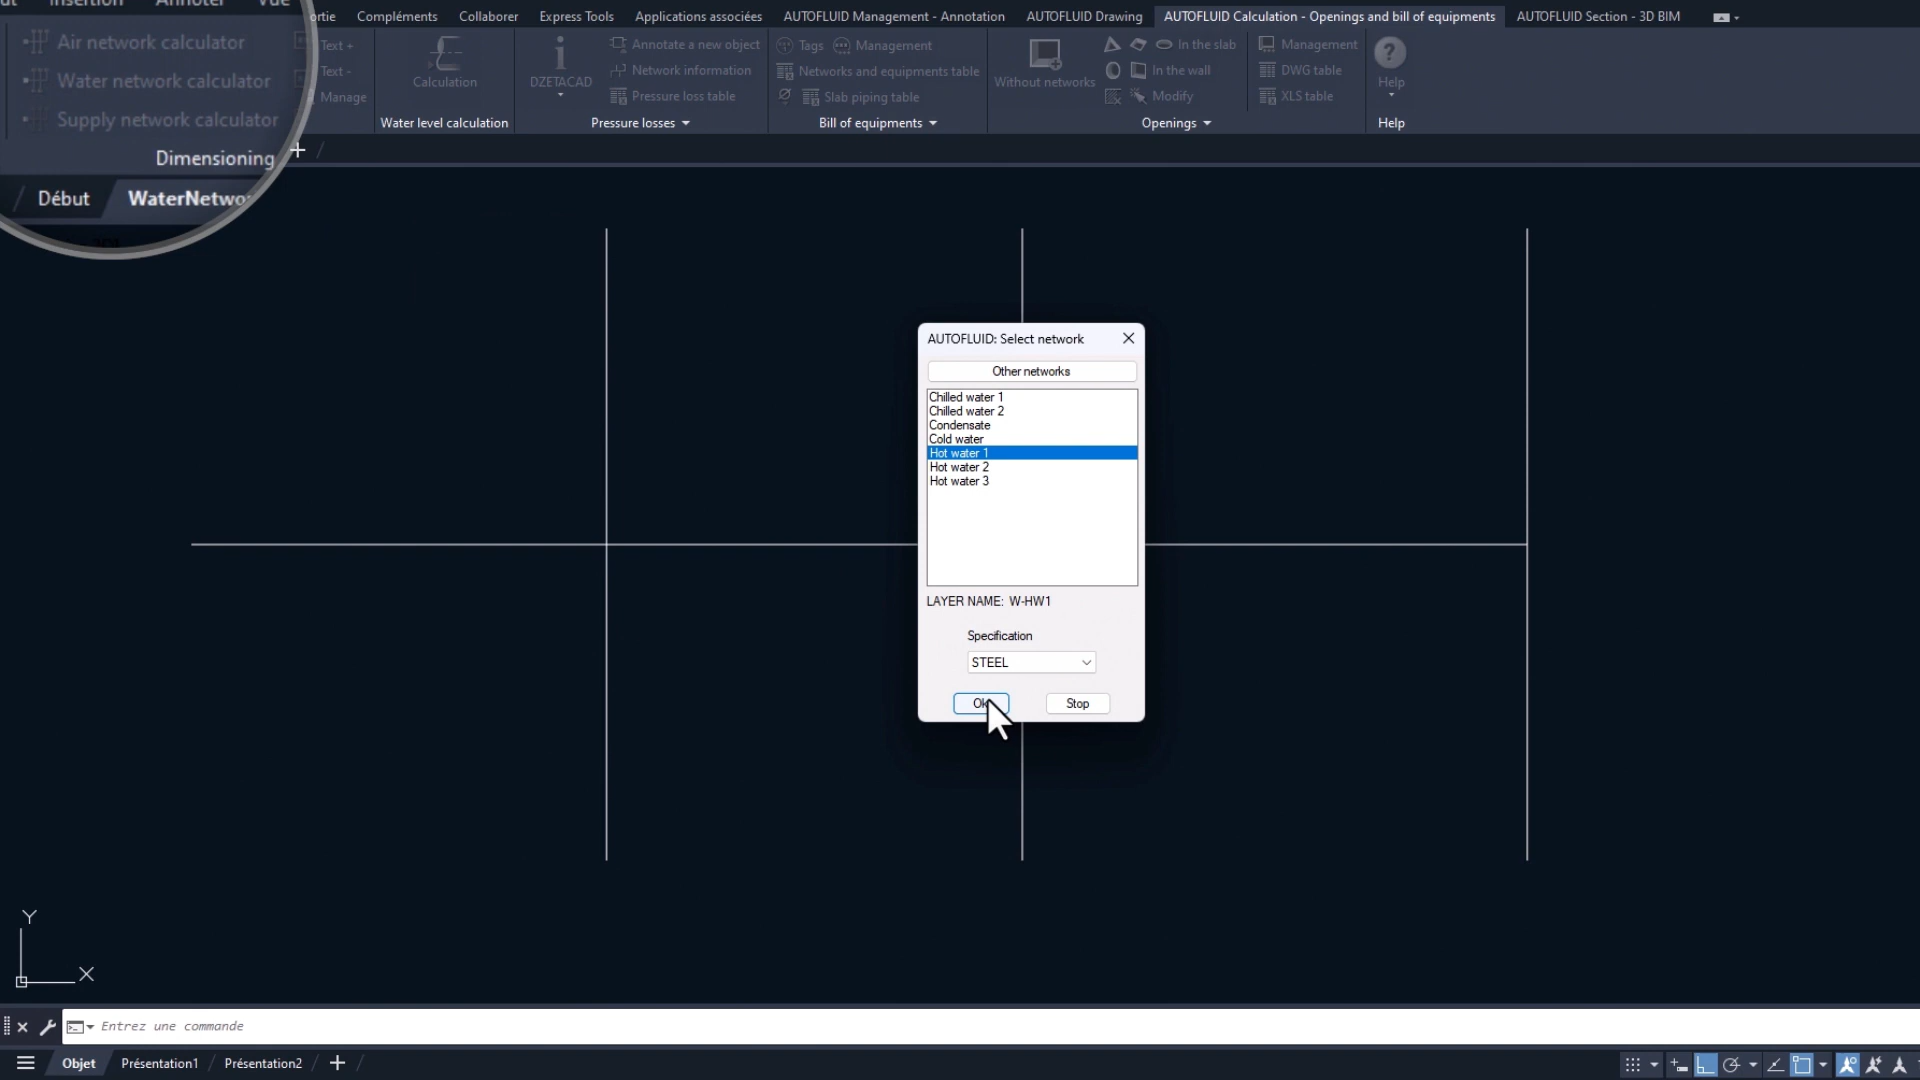 Insertion Annoter Vue ortie Compléments Collaborer Express Tools Applications associées AUTOFLUID Management - Annotation AUTOFLUID Drawing AUTOFLUID Calculation - Openings and bill of equipments AUTOFLUID Section - 3D BIM
Air network calculator
Water network calculator
Supply network calculator
Dimensioning
Text +
Text -
Manage
Calculation
Water level calculation
DZETACAD
Annotate a new object
Network information
Pressure loss table
Pressure losses
Tags Management
Networks and equipments table
Slab piping table
Bill of equipments
Without networks
In the slab
In the wall
Modify
Openings
Management
DWG table
XLS table
Help
Help
Début WaterNetwo
AUTOFLUID: Select network
Other networks
Chilled water 1
Chilled water 2
Condensate
Cold water
Hot water 1
Hot water 2
Hot water 3
LAYER NAME: W-HW1
Specification
STEEL
Ok Stop
Y
X
Entrez une commande
Objet Présentation1 Présentation2